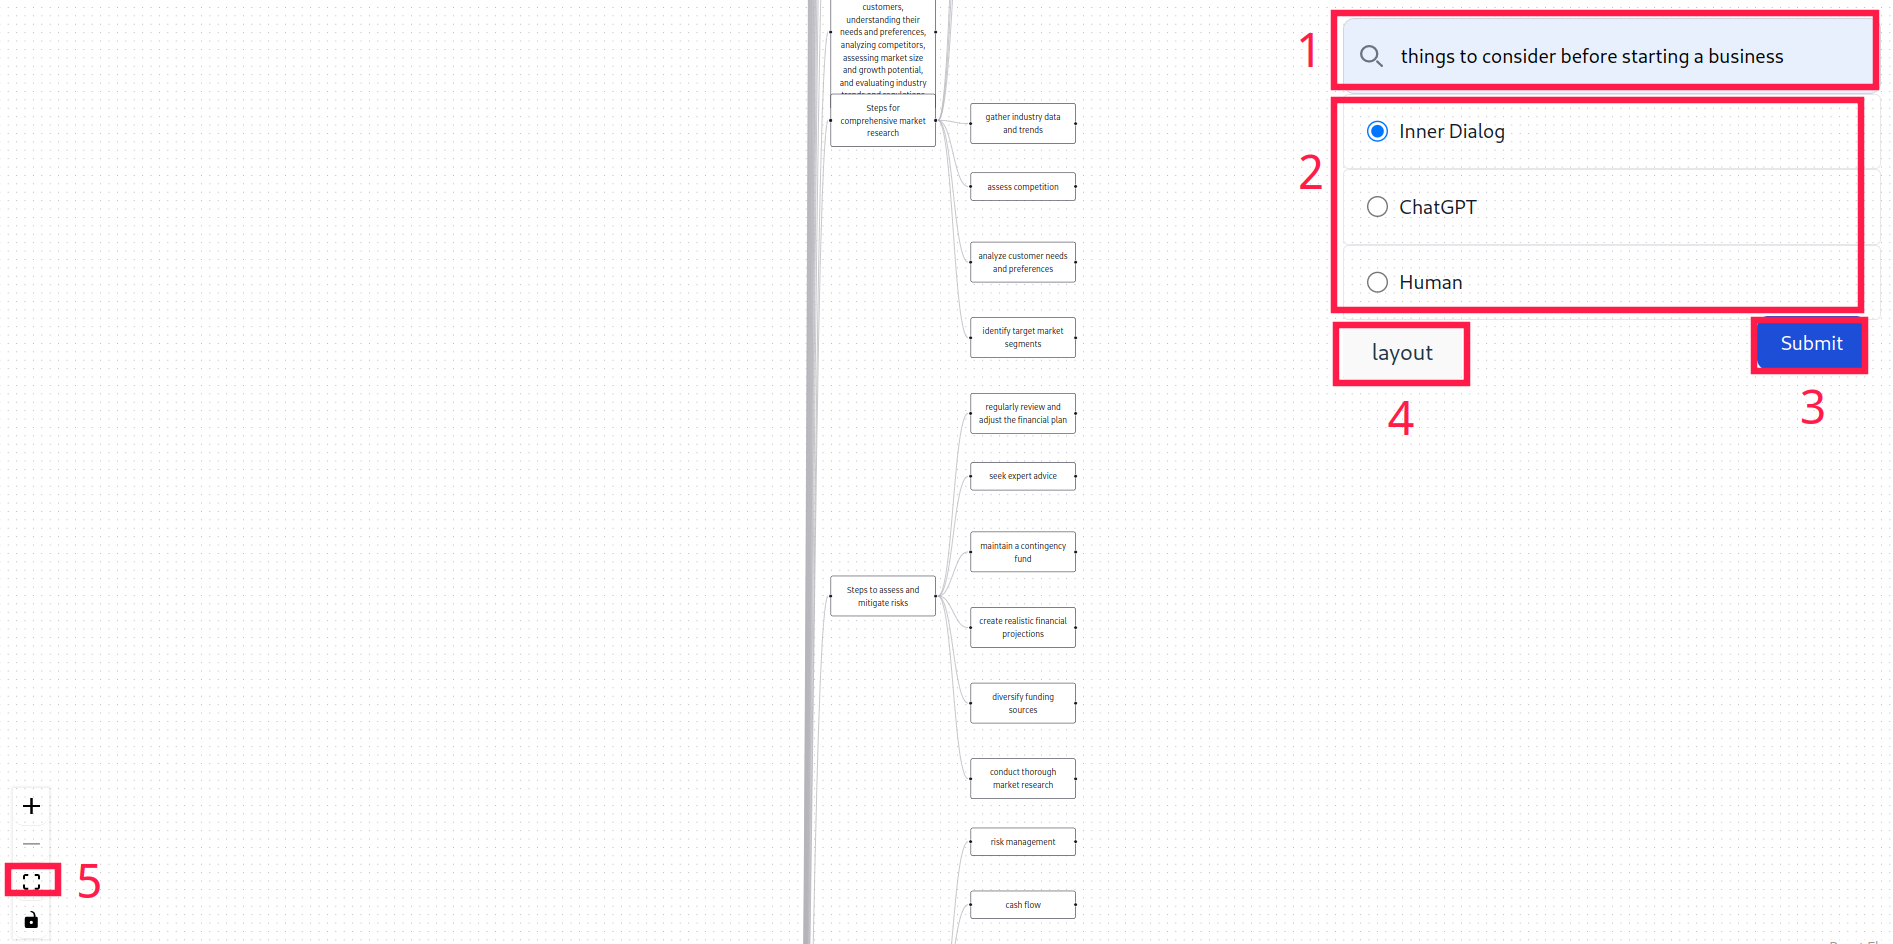 customers,
understanding their
needs and preferences,
analyzing competitors,
assessing market size
and growth potential,
and evaluating industry
Steps for
comprehensive market
research
gather industry data
and trends
assess competition
analyze customer needs
and preferences
identify target market
segments
regularly review and
adjust the financial plan
seek expert advice
maintain a contingency
fund
Steps to assess and
mitigate risks
create realistic financial
projections
diversify funding
sources
conduct thorough
market research
risk management
cash flow
1
things to consider before starting a business
2
Inner Dialog
ChatGPT
Human
layout
Submit
4
3
5